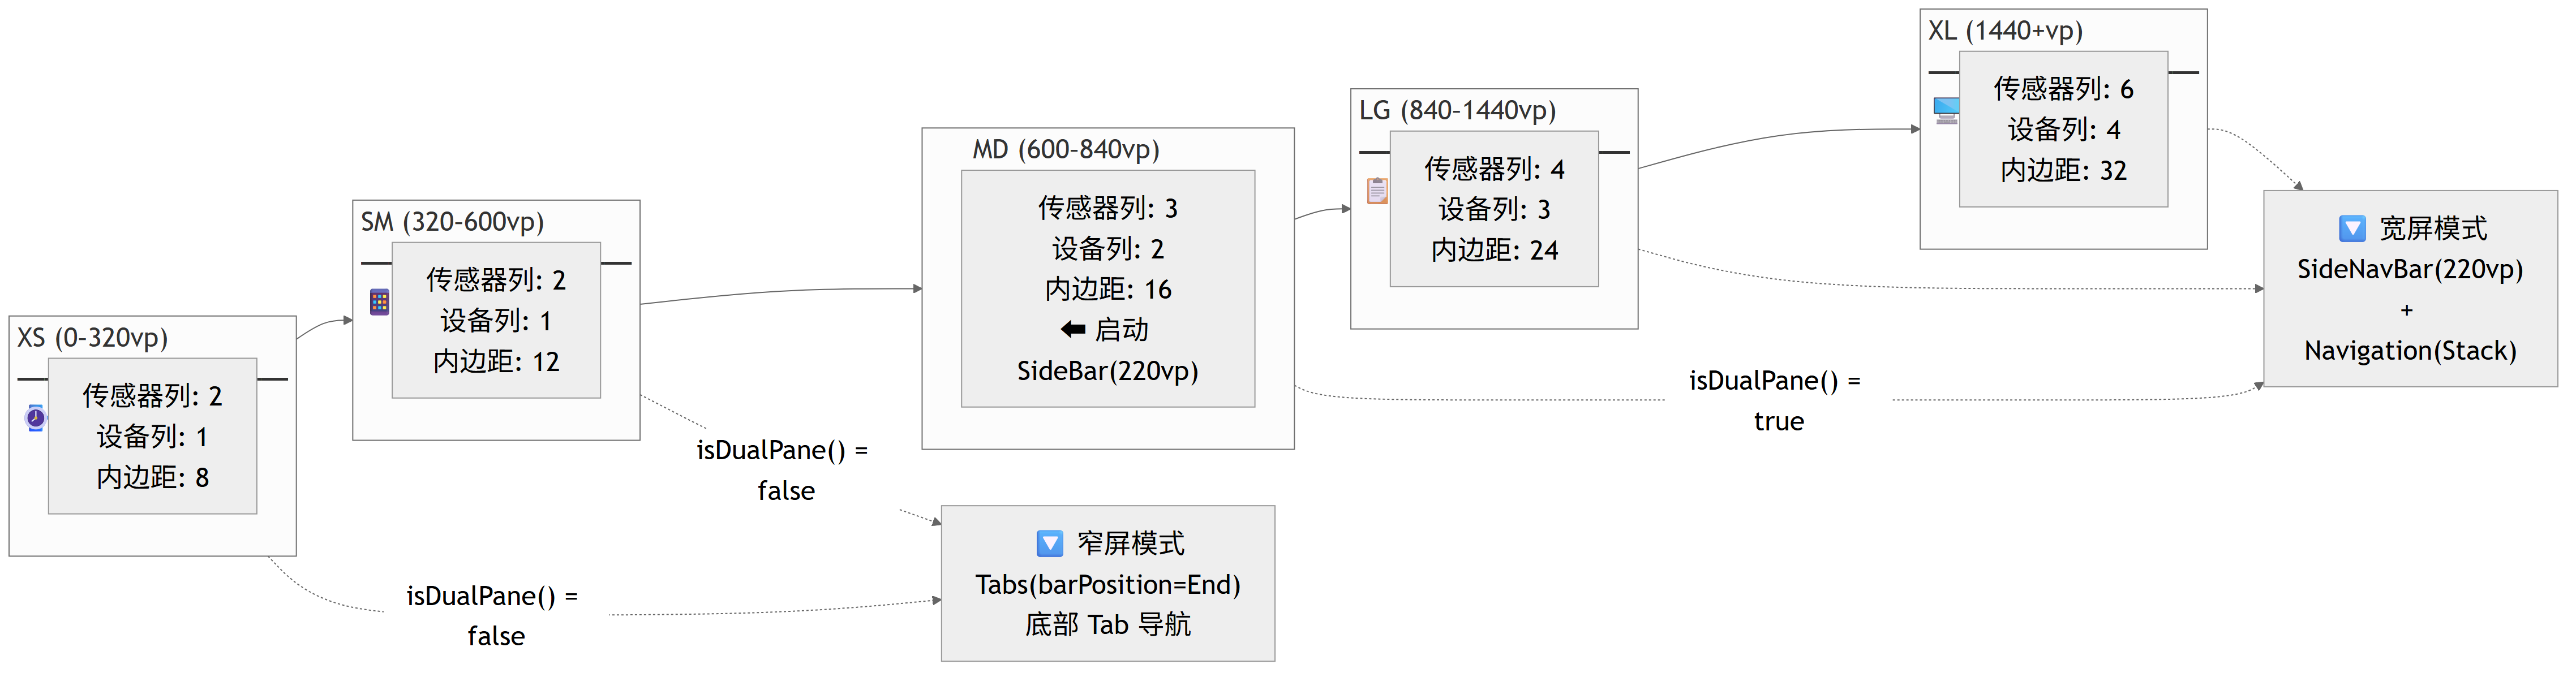 XS (0-320vp)
传感器列: 2
设备列: 1
内边距: 8
SM (320-600vp)
传感器列: 2
设备列: 1
内边距: 12
MD (600-840vp)
传感器列: 3
设备列: 2
内边距: 16
⬅ 启动
SideBar(220vp)
LG (840-1440vp)
传感器列: 4
设备列: 3
内边距: 24
XL (1440+vp)
传感器列: 6
设备列: 4
内边距: 32
isDualPane() =
false
isDualPane() =
false
isDualPane() =
true
🔽 窄屏模式
Tabs(barPosition=End)
底部 Tab 导航
🔽 宽屏模式
SideNavBar(220vp)
+
Navigation(Stack)